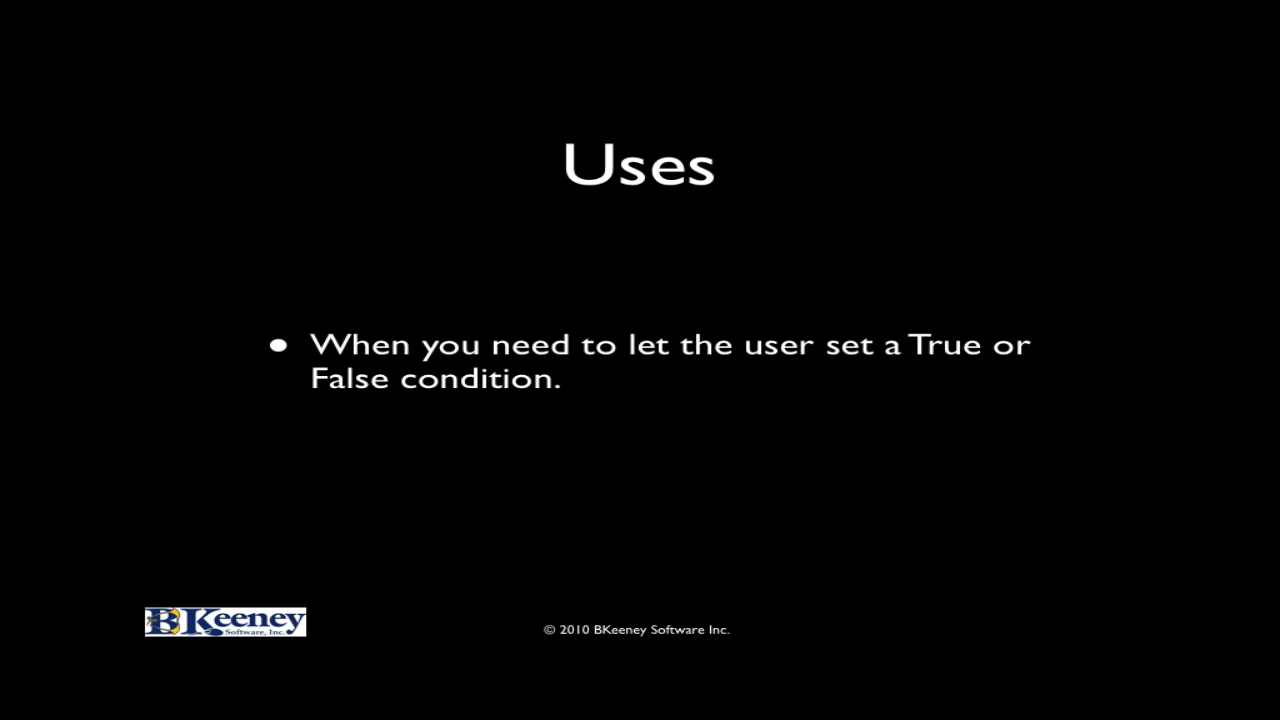 Uses
● When you need to let the user set a True or
False condition.
BKeeney
Software, Inc.
© 2010 BKeeney Software Inc.